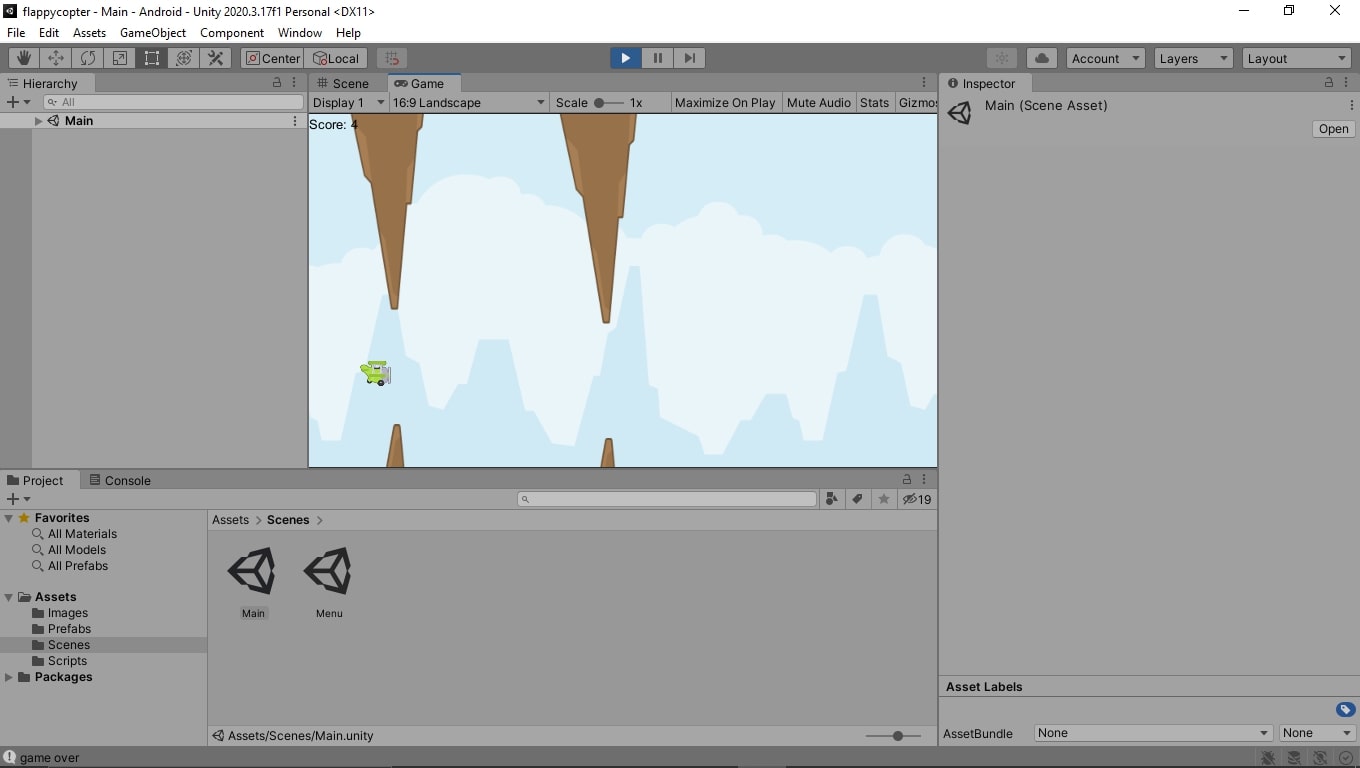 flappycopter - Main - Android - Unity 2020.3.17f1 Personal <DX11>
File Edit Assets GameObject Component Window Help
Center Local Account Layers Layout
Hierarchy
All
Main
Scene Game
Display 1 16:9 Landscape Scale 1x Maximize On Play Mute Audio Stats Gizmos
Score: 4
Inspector
Main (Scene Asset)
Open
Project Console
19
Favorites
All Materials
All Models
All Prefabs
Assets
Images
Prefabs
Scenes
Scripts
Packages
Assets > Scenes >
Main Menu
Assets/Scenes/Main.unity
Asset Labels
AssetBundle None None
game over